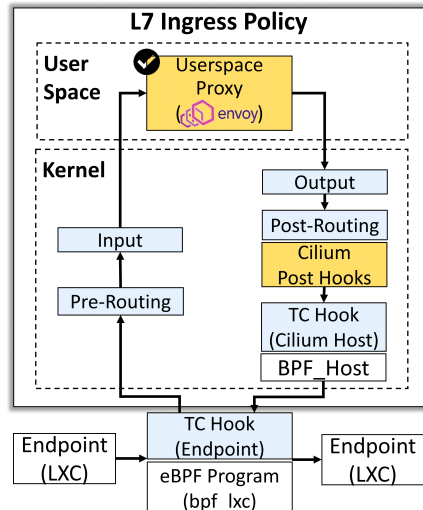 L7 Ingress Policy
User
Space
Userspace
Proxy
(envoy)
Kernel
Output
Post-Routing
Cilium
Post Hooks
Input
Pre-Routing
TC Hook
(Cilium Host)
BPF_Host
TC Hook
(Endpoint)
eBPF Program
(bpf_lxc)
Endpoint
(LXC)
Endpoint
(LXC)